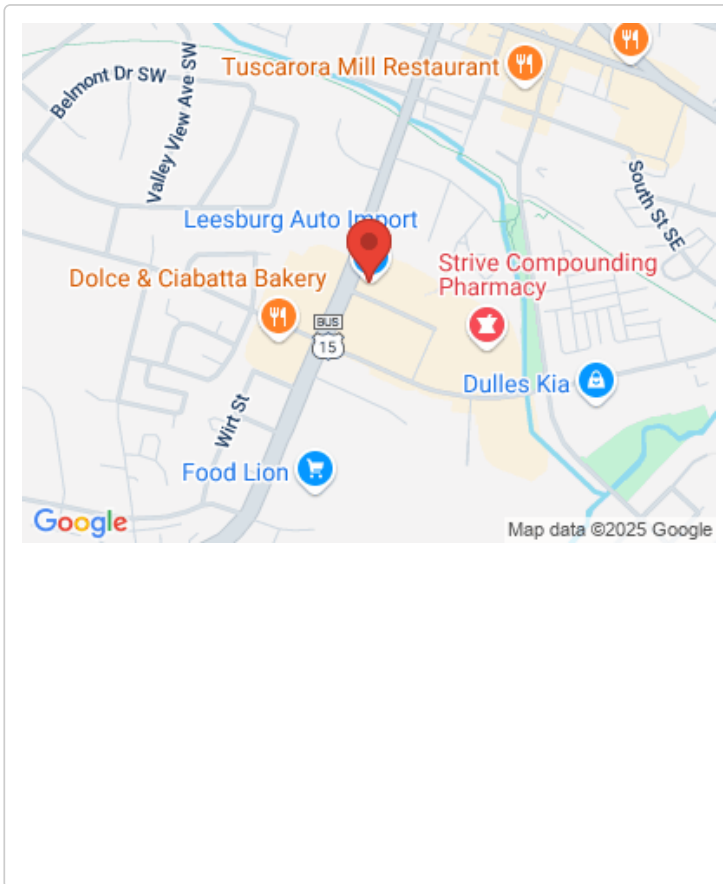 Tuscarora Mill Restaurant
Belmont Dr SW
Valley View Ave SW
South St SE
Leesburg Auto Import
Dolce & Ciabatta Bakery
Strive Compounding
Pharmacy
BUS
15
Dulles Kia
Wirt St
Food Lion
Google
Map data ©2025 Google